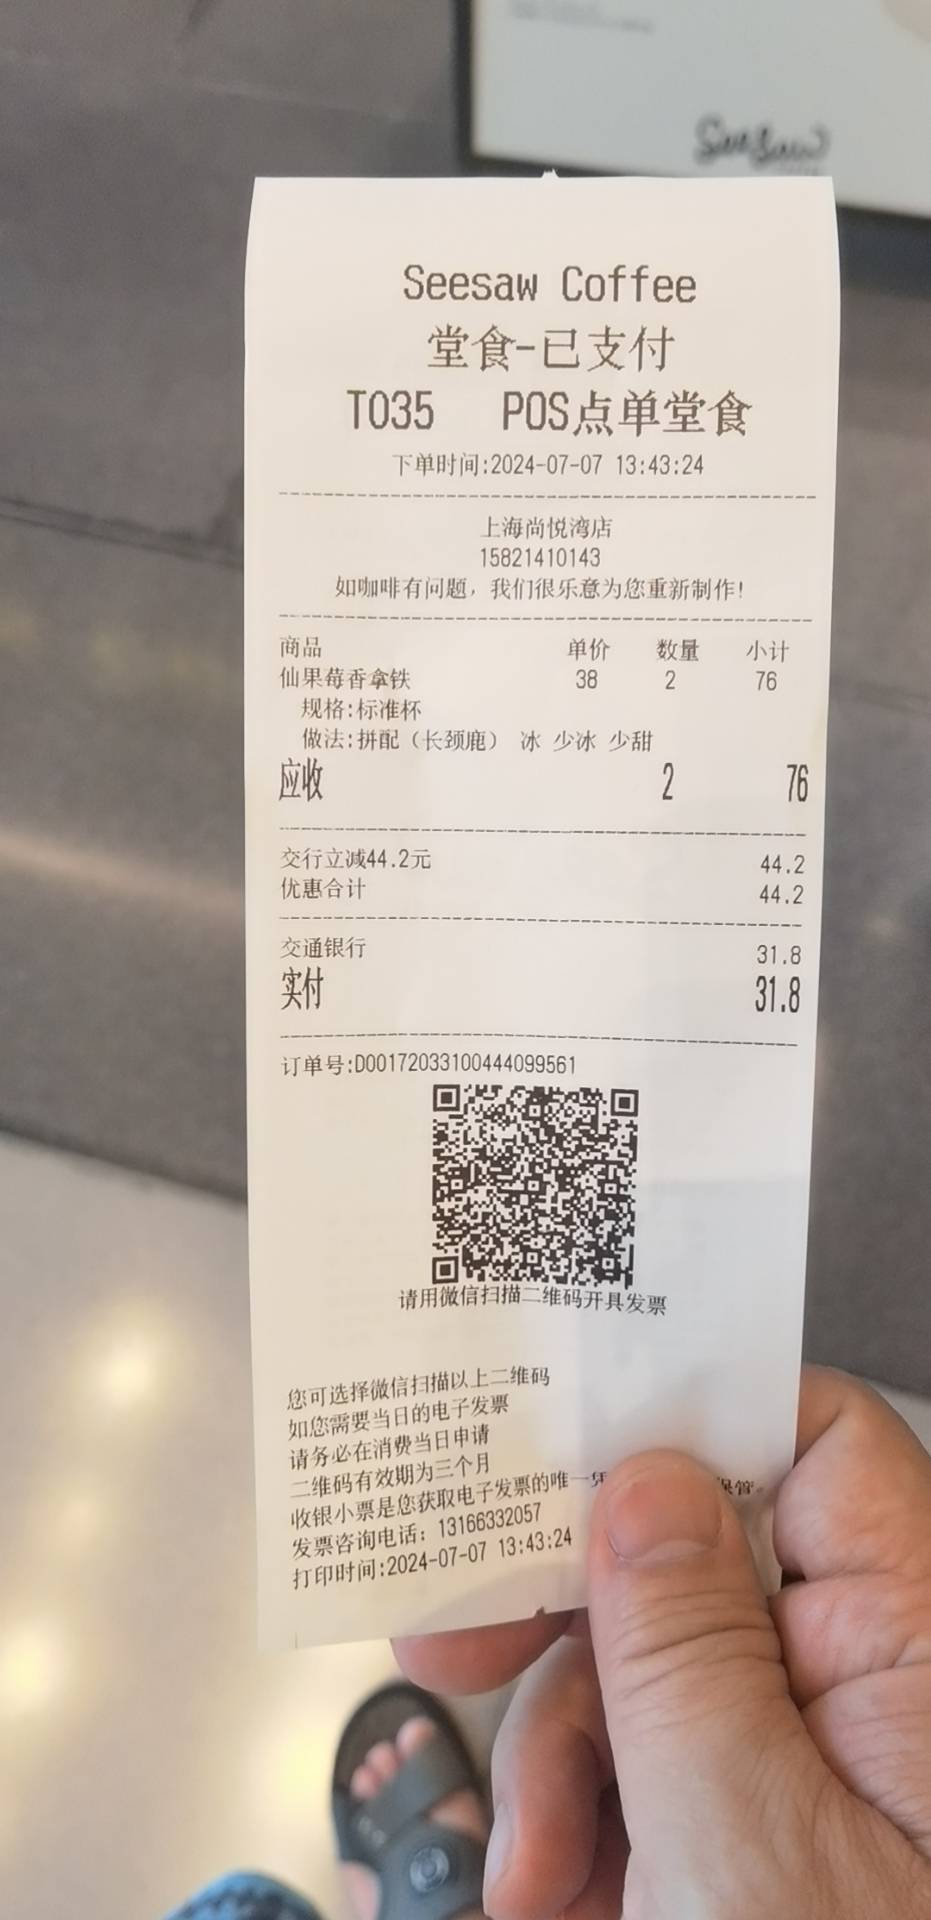 Seesaw
Seesaw Coffee
堂食-已支付
T035 POS点单堂食
下单时间:2024-07-07 13:43:24
上海尚悦湾店
15821410143
如咖啡有问题，我们很乐意为您重新制作!
商品 单价 数量 小计
仙果莓香拿铁 38 2 76
规格:标准杯
做法:拼配（长颈鹿） 冰 少冰 少甜
应收 2 76
交行立减44.2元 44.2
优惠合计 44.2
交通银行 31.8
实付 31.8
订单号:D00172033100444099561
请用微信扫描二维码开具发票
您可选择微信扫描以上二维码
如您需要当日的电子发票
请务必在消费当日申请
二维码有效期为三个月
收银小票是您获取电子发票的唯一凭 保管。
发票咨询电话：13166332057
打印时间:2024-07-07 13:43:24